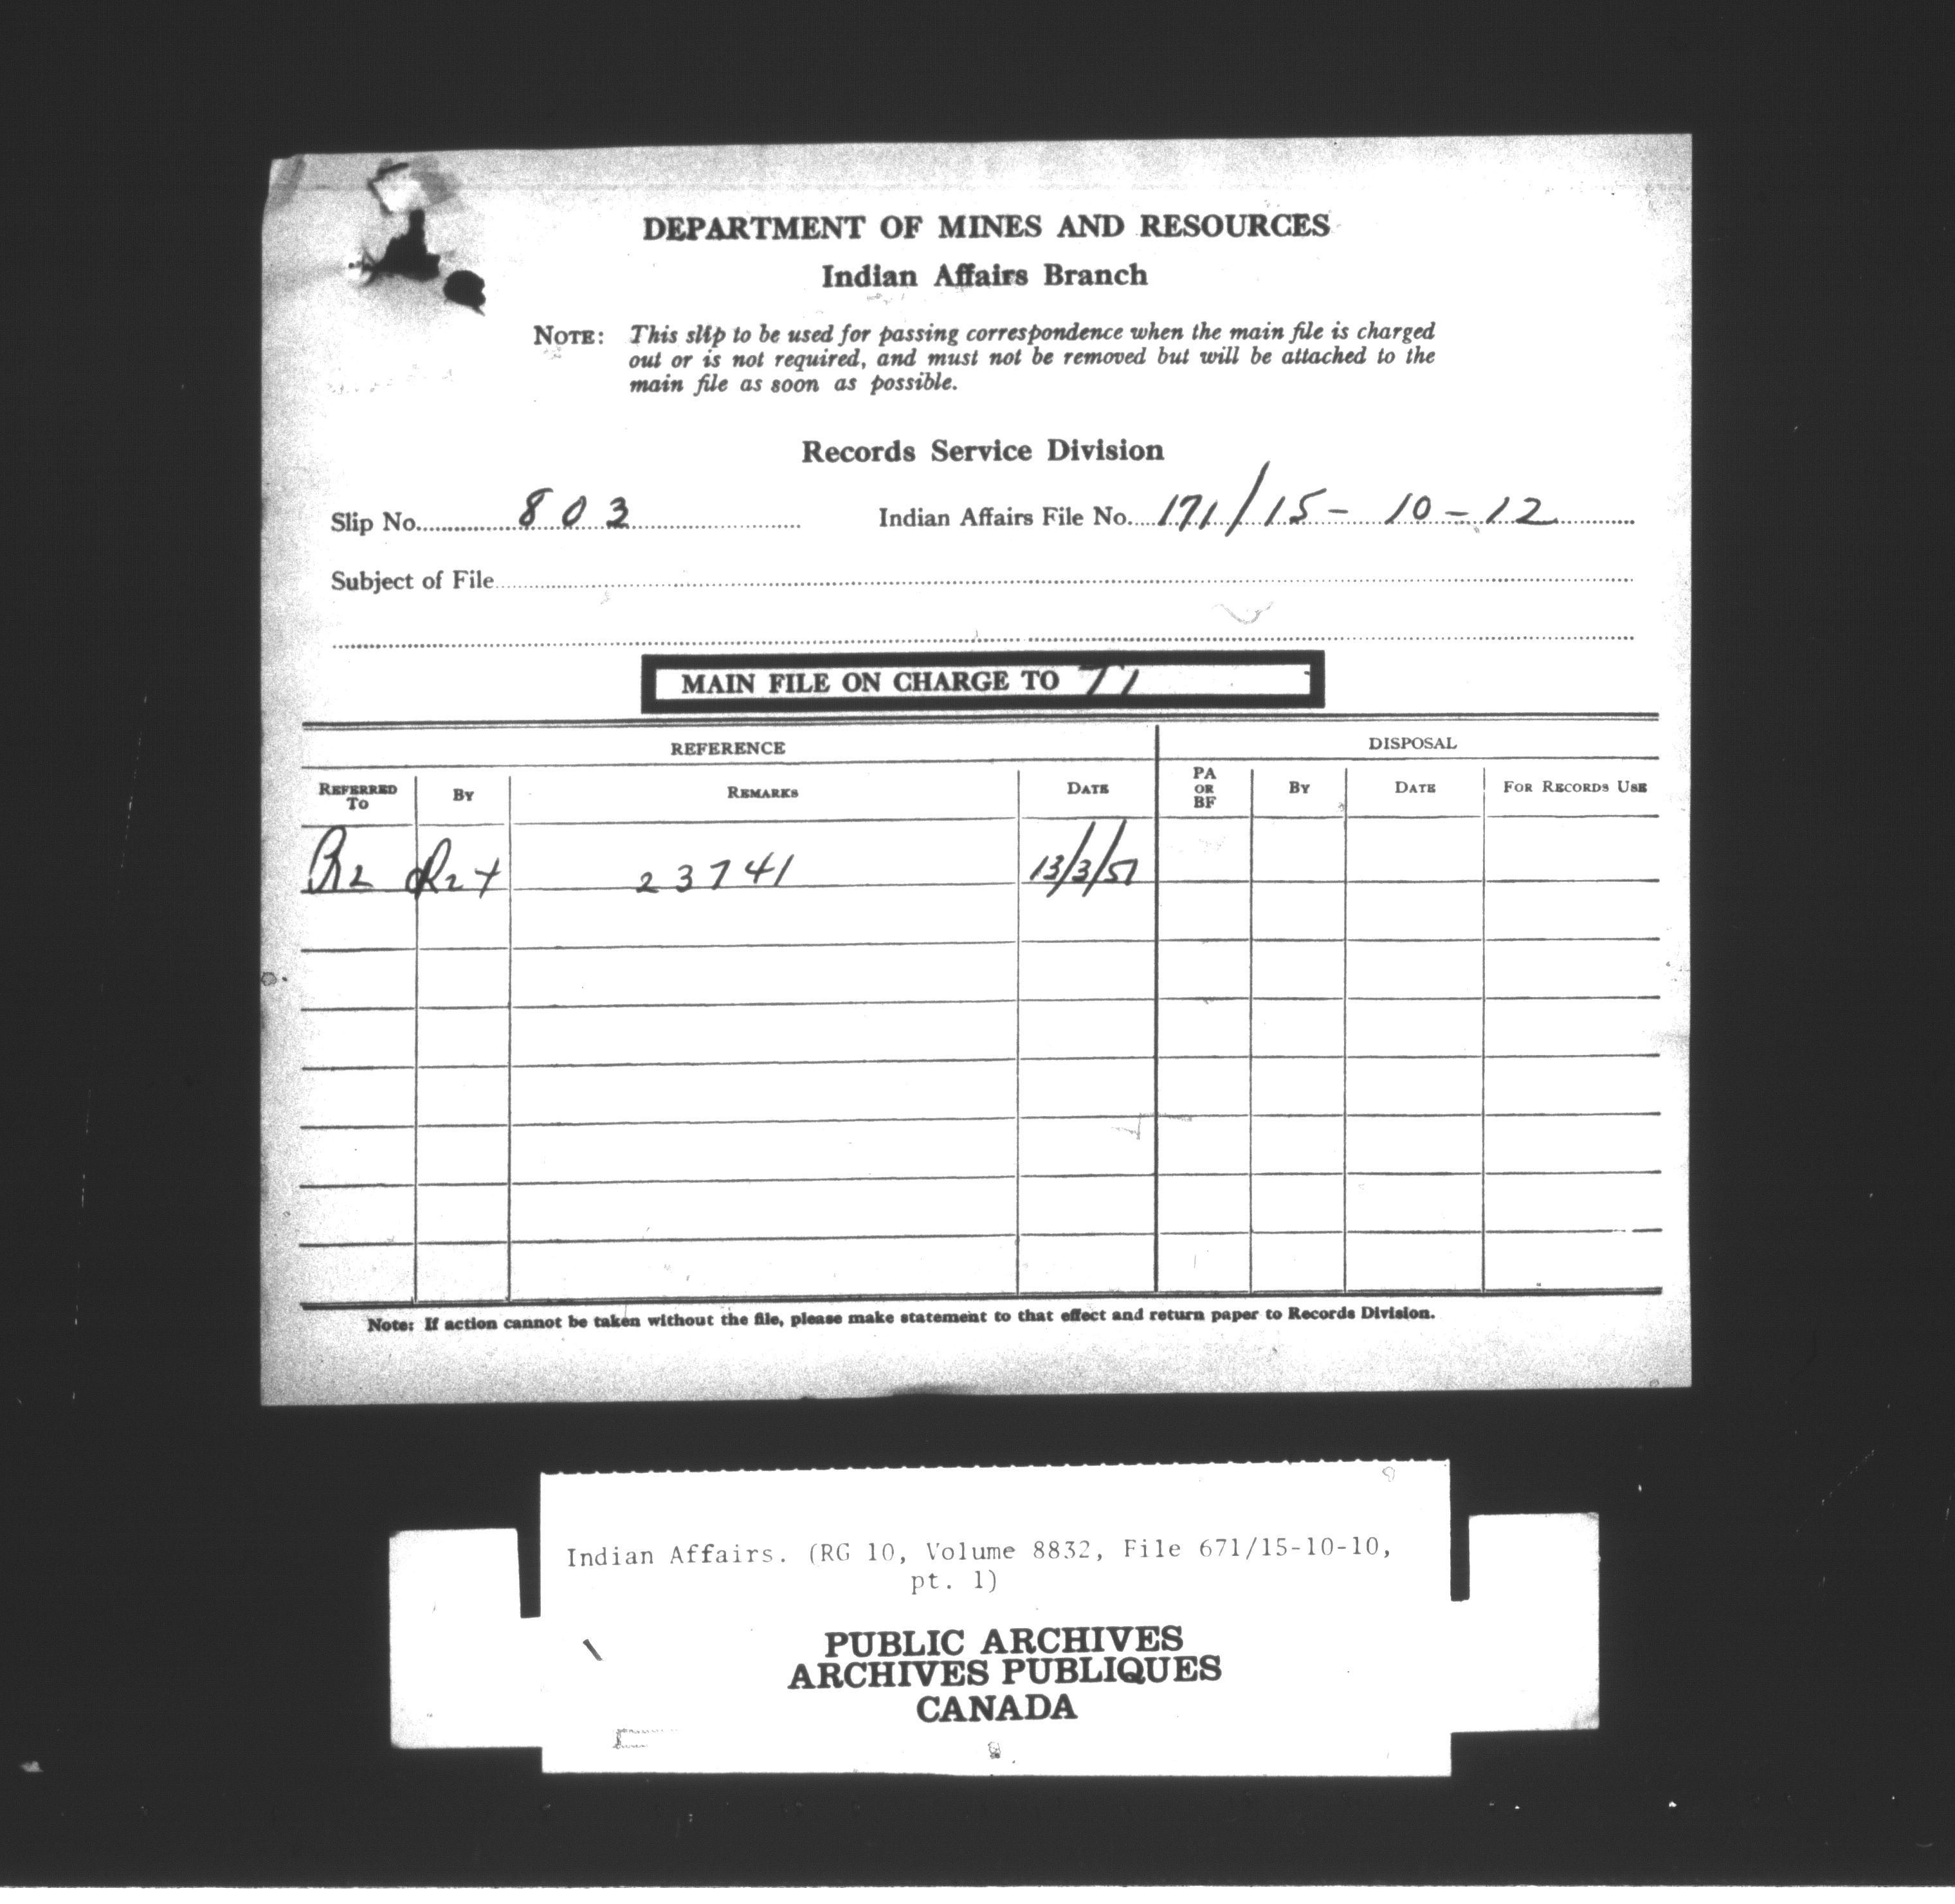 DEPARTMENT OF MINES AND RESOURCES
Indian Affairs Branch
NOTE: This slip to be used for passing correspondence when the main file is charged
out or is not required, and must not be removed but will be attached to the
main file as soon as possible.
Records Service Division
Slip No. 803 Indian Affairs File No. 171/15-10-12
Subject of File
MAIN FILE ON CHARGE TO
REFERENCE DISPOSAL
REFERRED TO BY REMARKS DATE PA OR BF BY DATE FOR RECORDS USE
R2 R2+ 23741 13/3/51
Note: If action cannot be taken without the file, please make statement to that effect and return paper to Records Division.
Indian Affairs. (RG 10, Volume 8832, File 671/15-10-10,
pt. 1)
PUBLIC ARCHIVES
ARCHIVES PUBLIQUES
CANADA